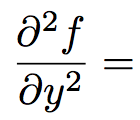 ∂²f/∂y² =